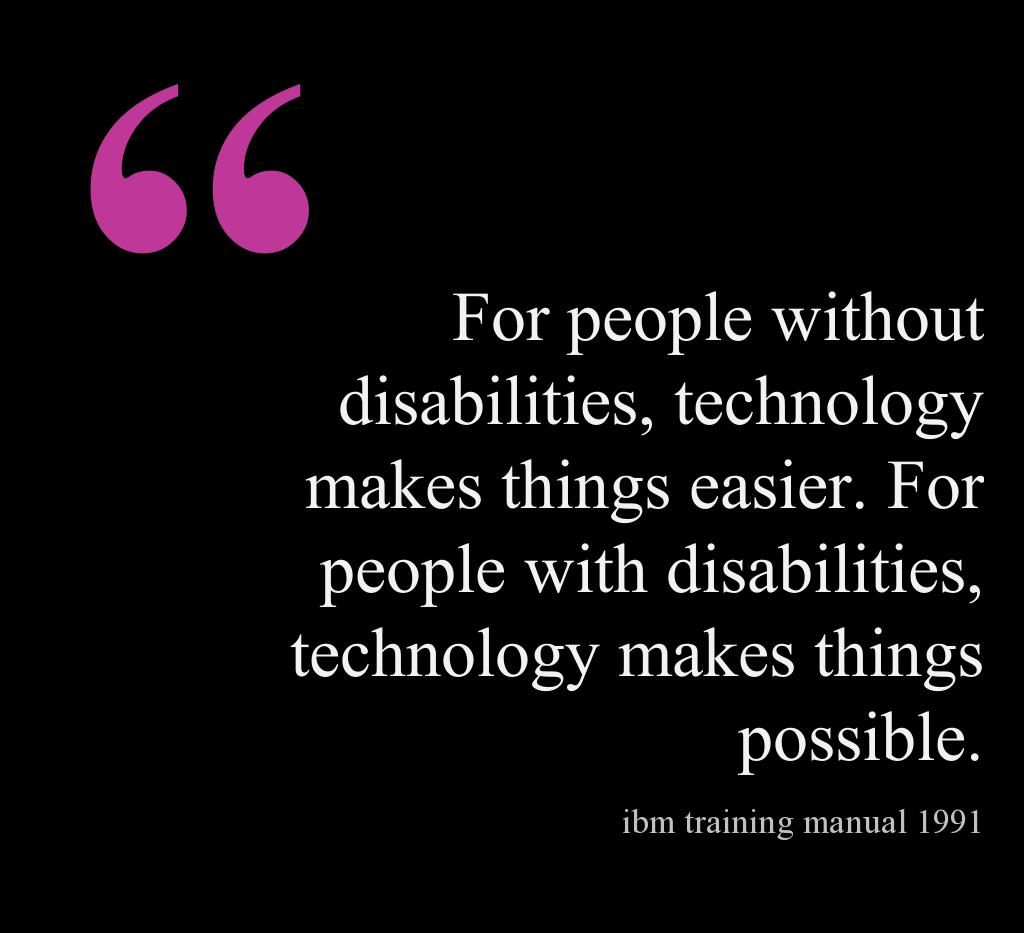 “
For people without
disabilities, technology
makes things easier. For
people with disabilities,
technology makes things
possible.
ibm training manual 1991